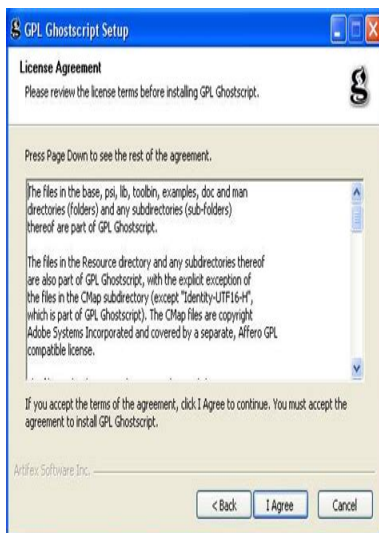 GPL Ghostscript Setup
License Agreement
Please review the license terms before installing GPL Ghostscript.
g
Press Page Down to see the rest of the agreement.
The files in the base, psi, lib, toolbin, examples, doc and man
directories (folders) and any subdirectories (sub-folders)
thereof are part of GPL Ghostscript.
The files in the Resource directory and any subdirectories thereof
are also part of GPL Ghostscript, with the explicit exception of
the files in the CMap subdirectory (except "Identity-UTF16-H",
which is part of GPL Ghostscript). The CMap files are copyright
Adobe Systems Incorporated and covered by a separate, Affero GPL
compatible license.
If you accept the terms of the agreement, click I Agree to continue. You must accept the
agreement to install GPL Ghostscript.
Artifex Software Inc.
< Back I Agree Cancel